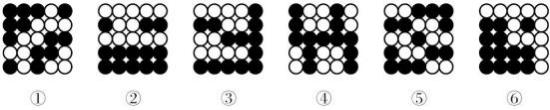 ① ② ③ ④ ⑤ ⑥